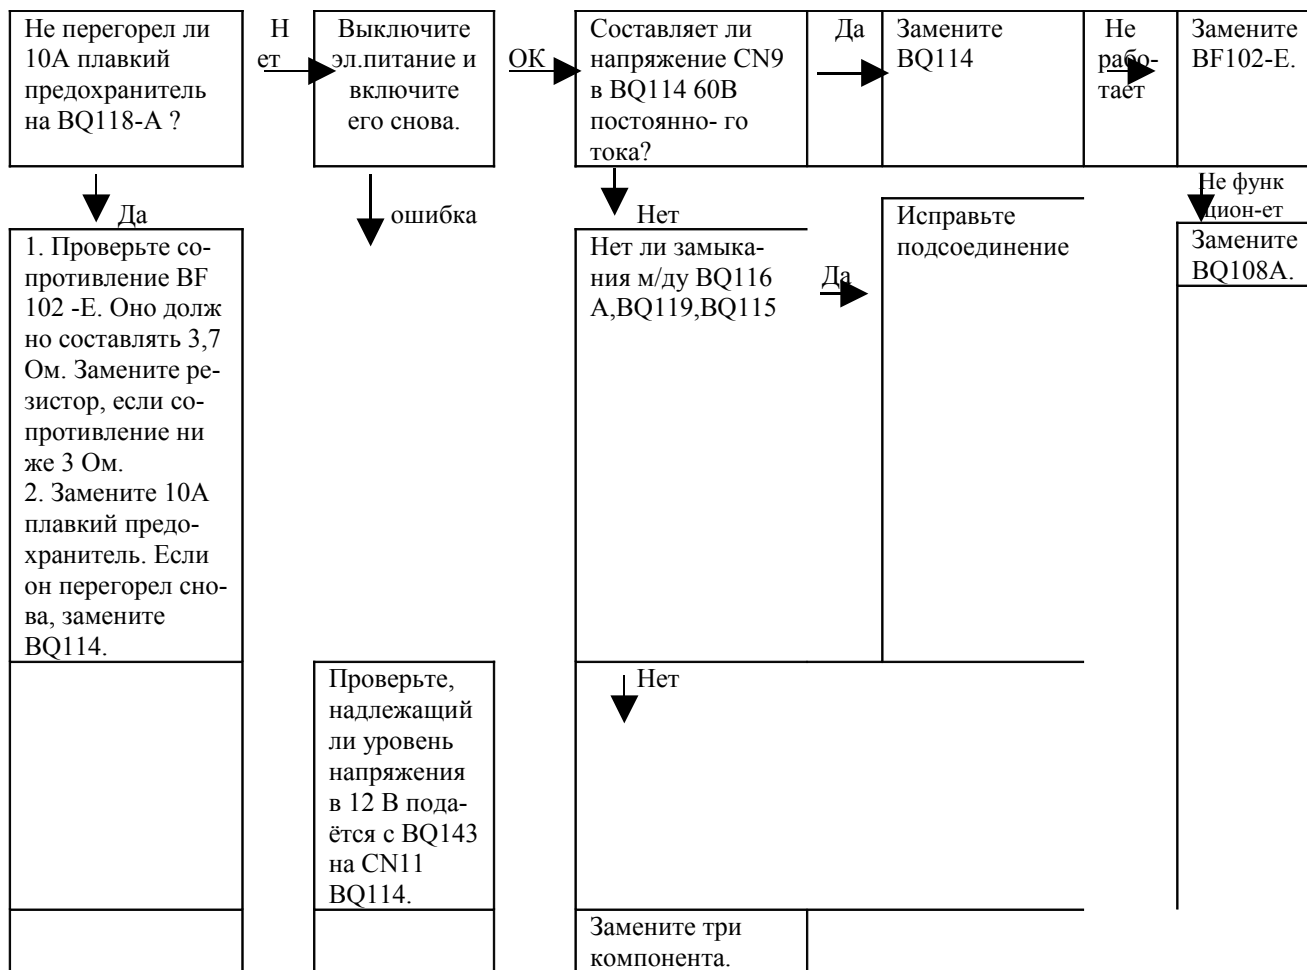 Не перегорел ли
10А плавкий
предохранитель
на BQ118-A ?
Н
ет
Выключите
эл.питание и
включите
его снова.
ОК
Составляет ли
напряжение CN9
в BQ114 60В
постоянно- го
тока?
Да
Замените
BQ114
Не
рабо-
тает
Замените
BF102-E.
Да
ошибка
Нет
Не функ
цион-ет
1. Проверьте со-
противление BF
102 -E. Оно долж
но составлять 3,7
Ом. Замените ре-
зистор, если со-
противление ни
же 3 Ом.
2. Замените 10А
плавкий предо-
хранитель. Если
он перегорел сно-
ва, замените
BQ114.
Нет ли замыка-
ния м/ду BQ116
A,BQ119,BQ115
Да
Исправьте
подсоединение
Замените
BQ108A.
Проверьте,
надлежащий
ли уровень
напряжения
в 12 В пода-
ётся с BQ143
на CN11
BQ114.
Нет
Замените три
компонента.